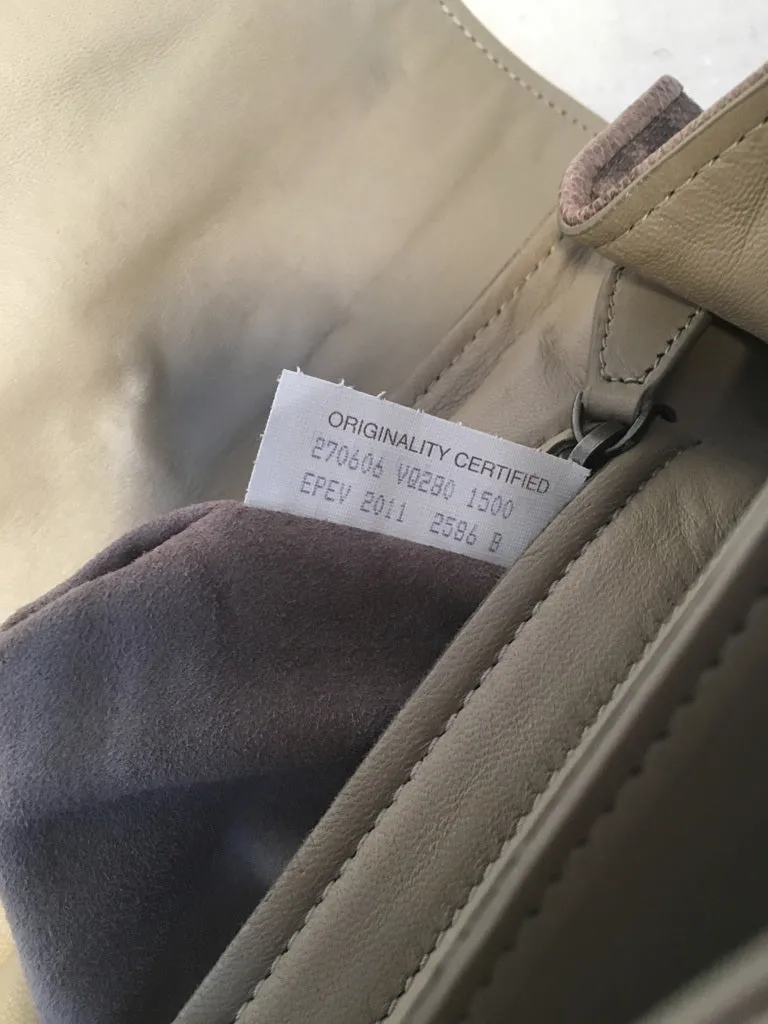 ORIGINALITY CERTIFIED
270606 VQ280 1500
EPEV 2011 2586 B